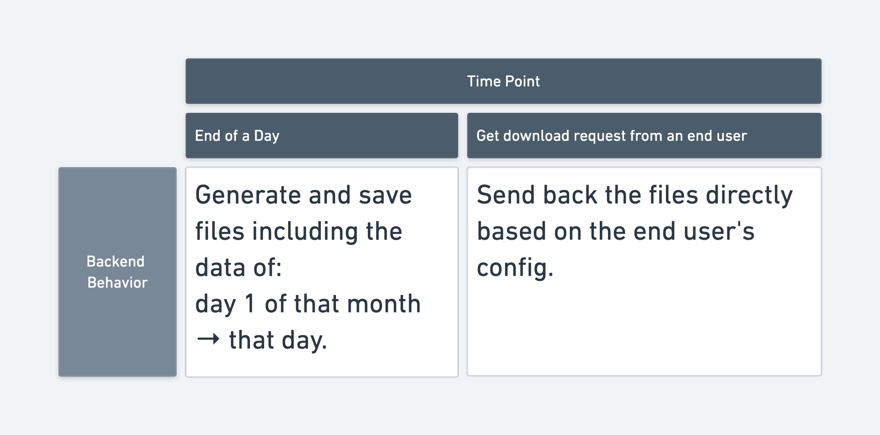 Time Point
End of a Day
Get download request from an end user
Backend
Behavior
Generate and save
files including the
data of:
day 1 of that month
→ that day.
Send back the files directly
based on the end user's
config.